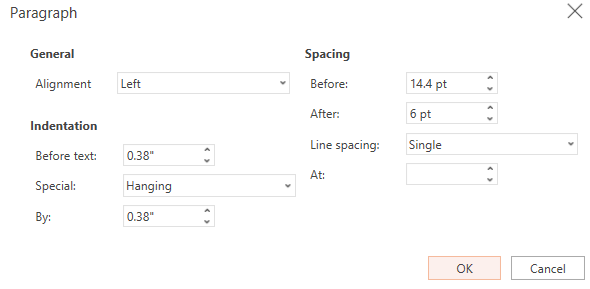 Paragraph
General
Alignment Left
Indentation
Before text: 0.38"
Special: Hanging
By: 0.38"
Spacing
Before: 14.4 pt
After: 6 pt
Line spacing: Single
At:
OK Cancel